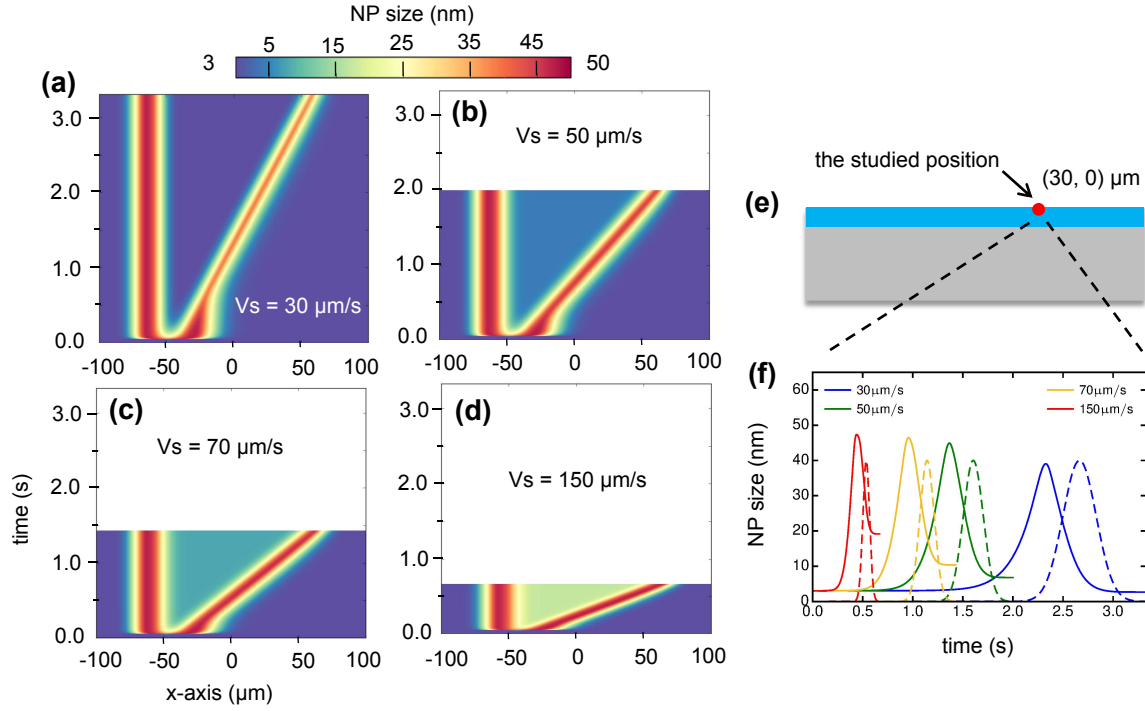 NP size (nm)
3 5 15 25 35 45 50
(a)
3.0
2.0
1.0
0.0
Vs = 30 µm/s
-100 -50 0 50 100
(b)
Vs = 50 µm/s
3.0
2.0
1.0
0.0
-100 -50 0 50 100
(c)
Vs = 70 µm/s
time (s)
3.0
2.0
1.0
0.0
-100 -50 0 50 100
x-axis (µm)
(d)
Vs = 150 µm/s
3.0
2.0
1.0
0.0
-100 -50 0 50 100
(e)
the studied position
(30, 0) µm
(f)
NP size (nm)
60
50
40
30
20
10
0
30µm/s
50µm/s
70µm/s
150µm/s
0.0 0.5 1.0 1.5 2.0 2.5 3.0
time (s)